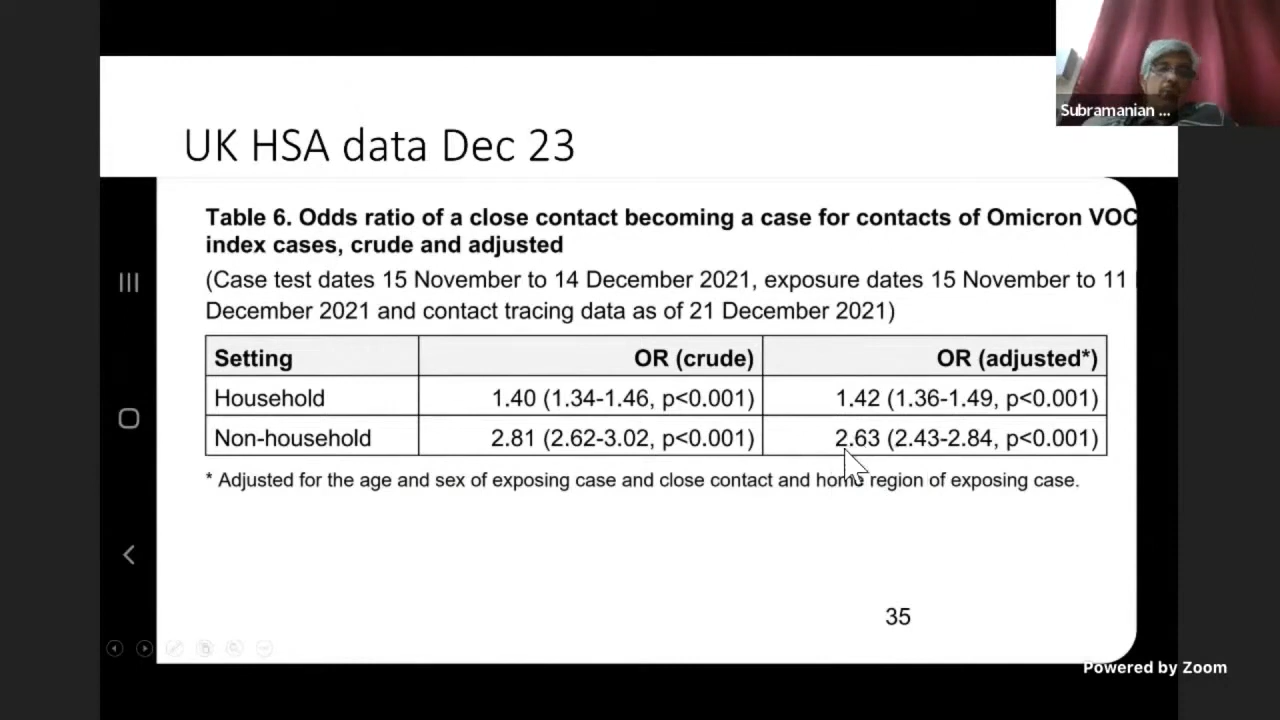 Subramanian ...
UK HSA data Dec 23
Table 6. Odds ratio of a close contact becoming a case for contacts of Omicron VOC
index cases, crude and adjusted
(Case test dates 15 November to 14 December 2021, exposure dates 15 November to 11
December 2021 and contact tracing data as of 21 December 2021)
Setting OR (crude) OR (adjusted*)
Household 1.40 (1.34-1.46, p<0.001) 1.42 (1.36-1.49, p<0.001)
Non-household 2.81 (2.62-3.02, p<0.001) 2.63 (2.43-2.84, p<0.001)
* Adjusted for the age and sex of exposing case and close contact and home region of exposing case.
35
Powered by Zoom